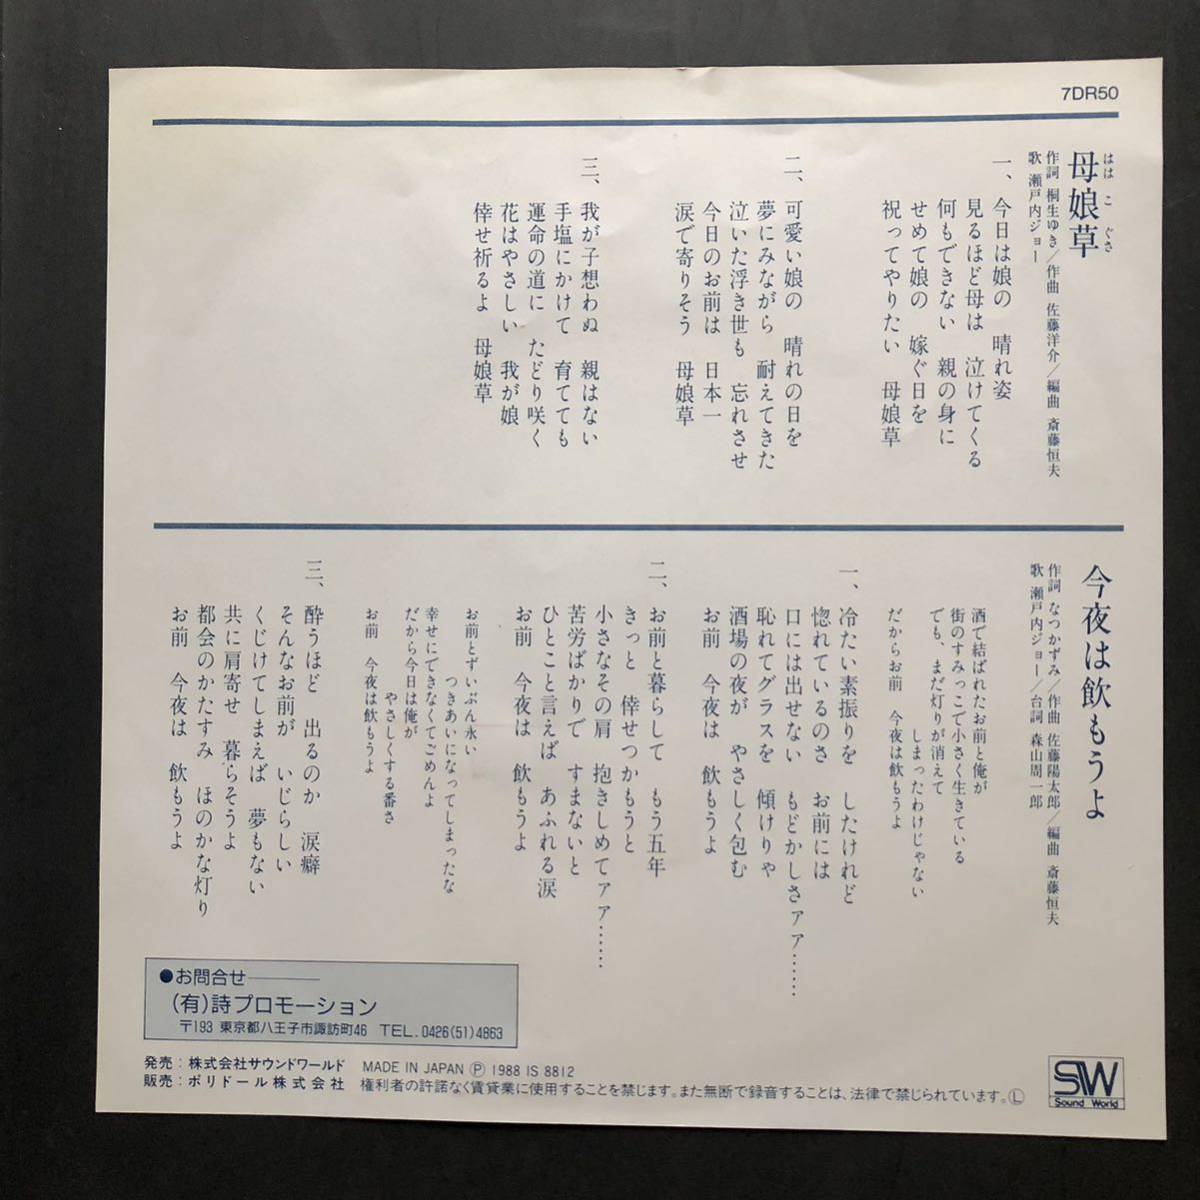 7DR50
母娘草
ははこぐさ
作詞 桐生ゆき／作曲 佐藤洋介／編曲 斎藤恒夫
歌 瀬戸内ジョー
一、今日は娘の 晴れ姿
見るほど母は 泣けてくる
何もできない 親の身に
せめて娘の 嫁ぐ日を
祝ってやりたい 母娘草
二、可愛い娘の 晴れの日を
夢にみながら 耐えてきた
泣いた浮き世も 忘れさせ
今日のお前は 日本一
涙で寄りそう 母娘草
三、我が子想わぬ 親はない
手塩にかけて 育てても
運命の道に たどり咲く
花はやさしい 我が娘
倖せ祈るよ 母娘草
今夜は飲もうよ
作詞 なつかずみ／作曲 佐藤陽太郎／編曲 斎藤恒夫
歌 瀬戸内ジョー／台詞 森山周一郎
酒で結ばれたお前と俺が
街のすみっこで小さく生きている
でも、まだ灯りが消えて
しまったわけじゃない
だからお前 今夜は飲もうよ
一、冷たい素振りを したけれど
惚れているのさ お前には
口には出せない もどかしさァァ……
恥れてグラスを 傾けりゃ
酒場の夜が やさしく包む
お前 今夜は 飲もうよ
二、お前と暮らして もう五年
きっと 倖せつかもうと
小さなその肩 抱きしめてァァ……
苦労ばかりで すまないと
ひとこと言えば あふれる涙
お前 今夜は 飲もうよ
お前とずいぶん永い
つきあいになってしまったな
幸せにできなくてごめんよ
だから今日は俺が
やさしくする番さ
お前 今夜は飲もうよ
三、酔うほど 出るのか 涙癖
そんなお前が いじらしい
くじけてしまえば 夢もない
共に肩寄せ 暮らそうよ
都会のかたすみ ほのかな灯り
お前 今夜は 飲もうよ
●お問合せ
(有)詩プロモーション
〒193 東京都八王子市諏訪町46 TEL.0426(51)4863
発売：株式会社サウンドワールド MADE IN JAPAN Ⓟ 1988 IS 8812
販売：ポリドール株式会社 権利者の許諾なく賃貸業に使用することを禁じます。また無断で録音することは、法律で禁じられています。Ⓛ
SW
Sound World